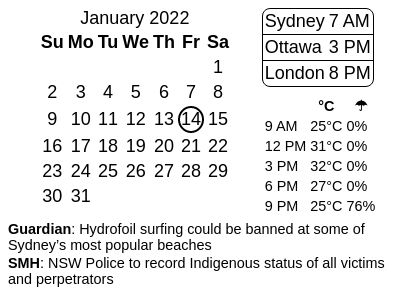 January 2022
Su Mo Tu We Th Fr Sa
1
2 3 4 5 6 7 8
9 10 11 12 13 14 15
16 17 18 19 20 21 22
23 24 25 26 27 28 29
30 31
Sydney 7 AM
Ottawa 3 PM
London 8 PM
°C ☂
9 AM 25°C 0%
12 PM 31°C 0%
3 PM 32°C 0%
6 PM 27°C 0%
9 PM 25°C 76%
Guardian: Hydrofoil surfing could be banned at some of
Sydney’s most popular beaches
SMH: NSW Police to record Indigenous status of all victims
and perpetrators